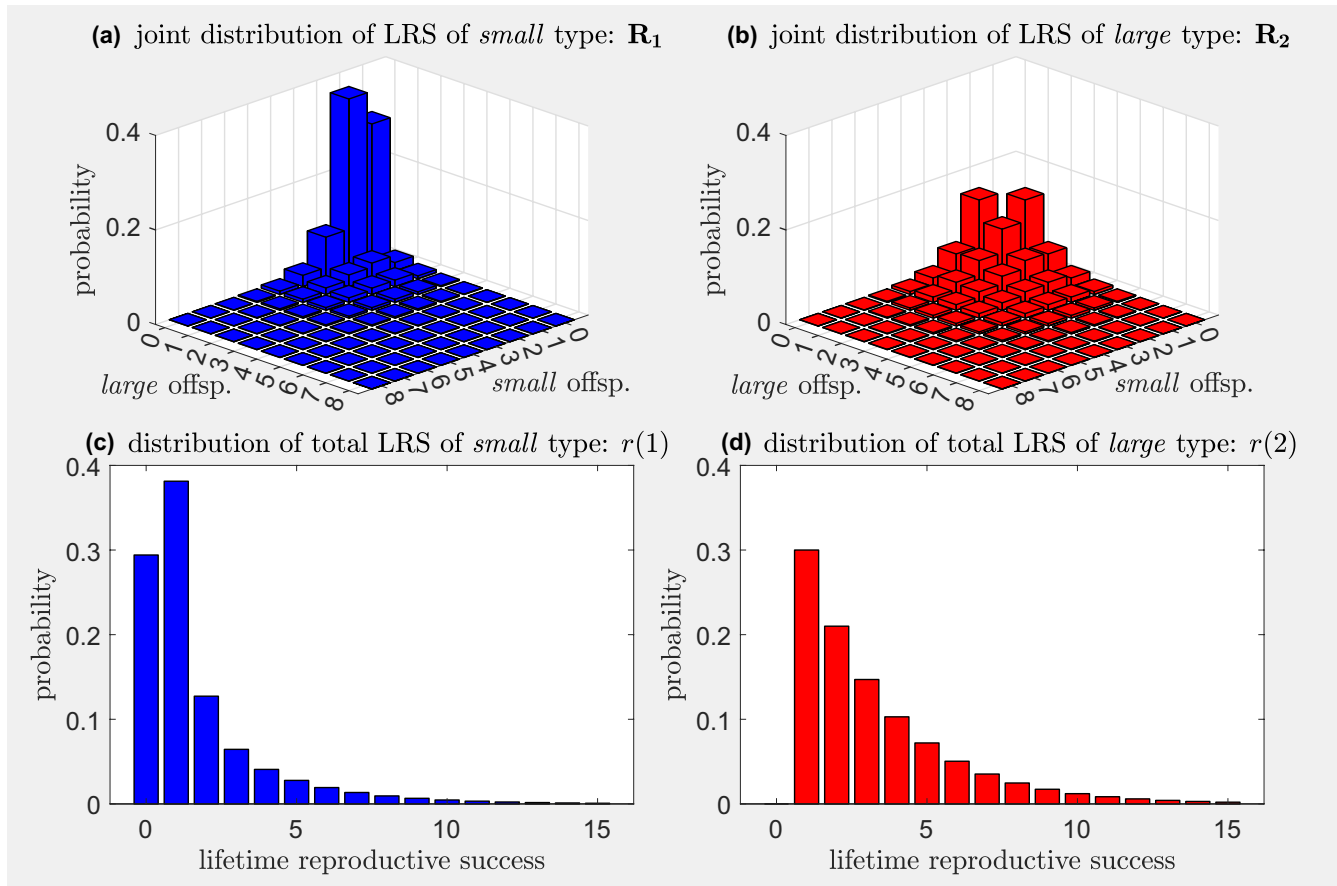 (a) joint distribution of LRS of small type: R₁
(b) joint distribution of LRS of large type: R₂
0.4
0.2
0
probability
0 1 2 3 4 5 6 7 8
large offsp.
8 7 6 5 4 3 2 1 0
small offsp.
0.4
0.2
0
probability
0 1 2 3 4 5 6 7 8
large offsp.
8 7 6 5 4 3 2 1 0
small offsp.
(c) distribution of total LRS of small type: r(1)
0.4
0.3
0.2
0.1
0
probability
0 5 10 15
lifetime reproductive success
(d) distribution of total LRS of large type: r(2)
0.4
0.3
0.2
0.1
0
probability
0 5 10 15
lifetime reproductive success